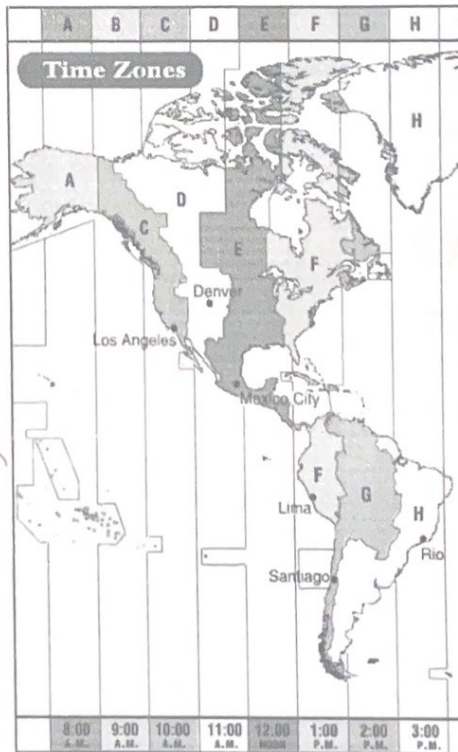 A B C D E F G H
Time Zones
H
A
D
C
E
F
Denver
Los Angeles
Mexico City
F
G
Lima
H
Rio
Santiago
8:00 9:00 10:00 11:00 12:00 1:00 2:00 3:00
A.M. A.M. A.M. A.M. NOON P.M. P.M. P.M.